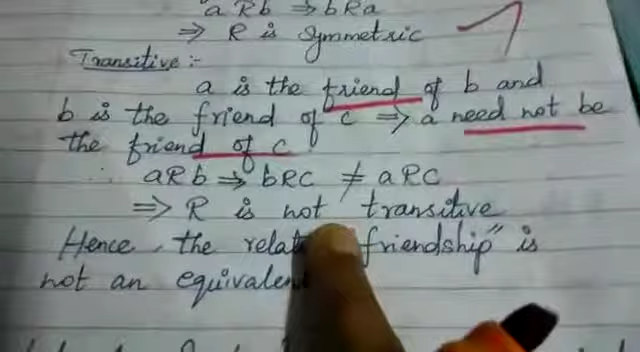 aRb ⇒ bRa
⇒ R is symmetric
Transitive :-
a is the friend of b and
b is the friend of c ⇒ a need not be
the friend of c.
∴ aRb ⇒ bRC ≠ aRC
⇒ R is not transitive
Hence, the friendship" is
not an